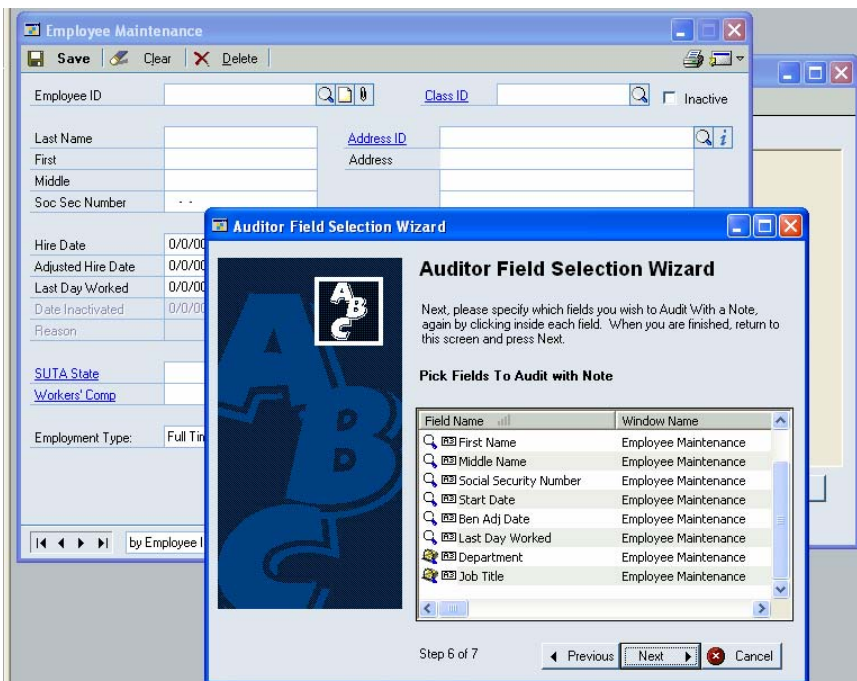 Employee Maintenance
Save Clear Delete
Employee ID
Class ID
Inactive
Last Name
Address ID
First
Address
Middle
Soc Sec Number - -
Hire Date 0/0/00
Adjusted Hire Date 0/0/00
Last Day Worked 0/0/00
Date Inactivated 0/0/00
Reason
SUTA State
Workers' Comp
Employment Type: Full Tin
by Employee I
Auditor Field Selection Wizard
ABC
ABC
Auditor Field Selection Wizard
Next, please specify which fields you wish to Audit With a Note,
again by clicking inside each field. When you are finished, return to
this screen and press Next.
Pick Fields To Audit with Note
Field Name Window Name
First Name Employee Maintenance
Middle Name Employee Maintenance
Social Security Number Employee Maintenance
Start Date Employee Maintenance
Ben Adj Date Employee Maintenance
Last Day Worked Employee Maintenance
Department Employee Maintenance
Job Title Employee Maintenance
Step 6 of 7 Previous Next Cancel